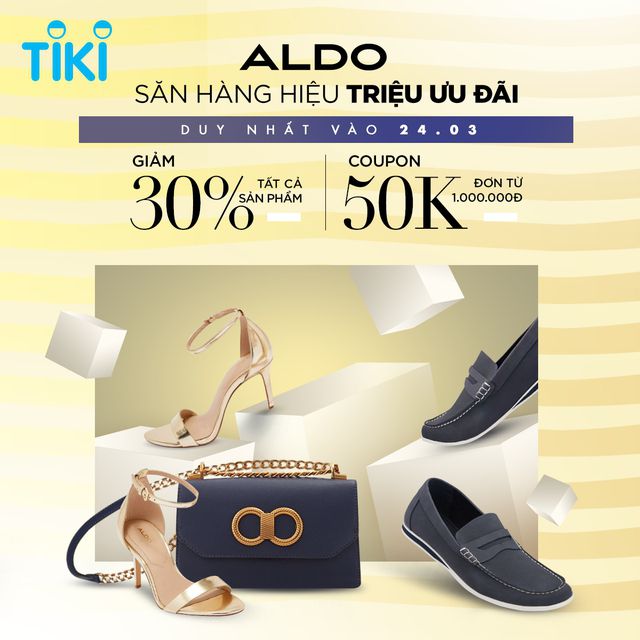 TIKI
ALDO
SĂN HÀNG HIỆU TRIỆU ƯU ĐÃI
DUY NHẤT VÀO 24.03
GIẢM
30% TẤT CẢ SẢN PHẨM
COUPON
50K ĐƠN TỪ 1.000.000Đ
ALDO